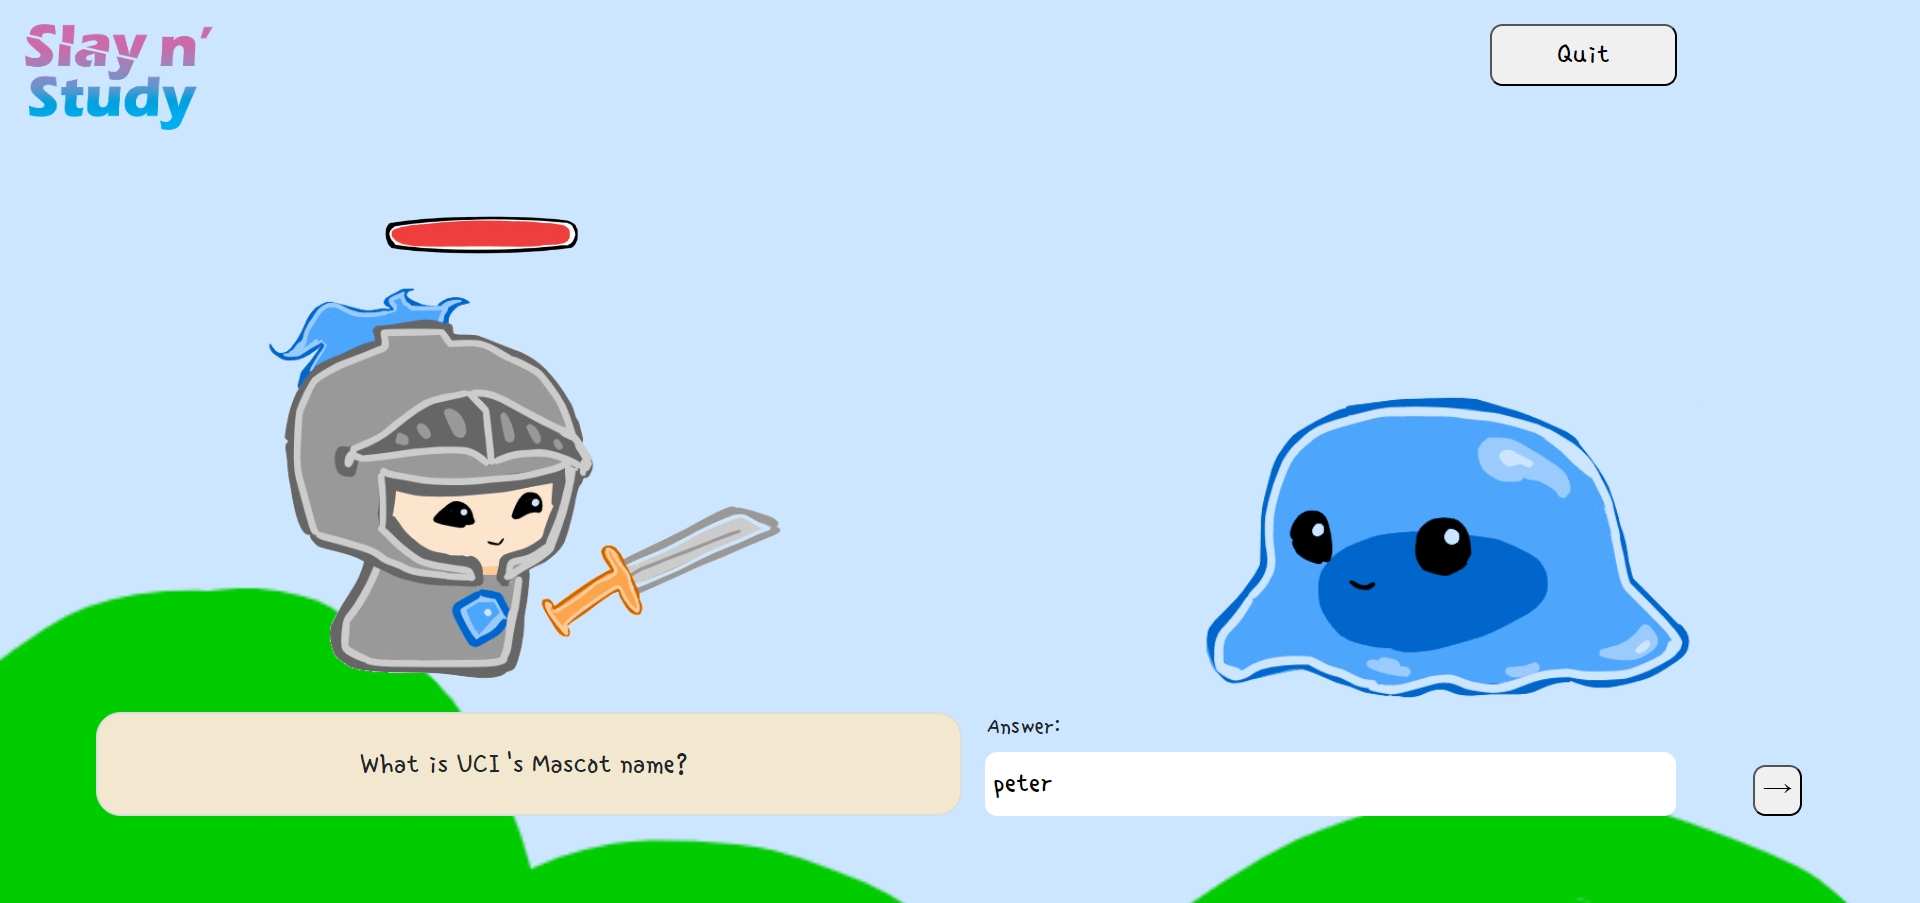 Slay n'
Study
Quit
What is UCI's Mascot name?
Answer:
peter
→